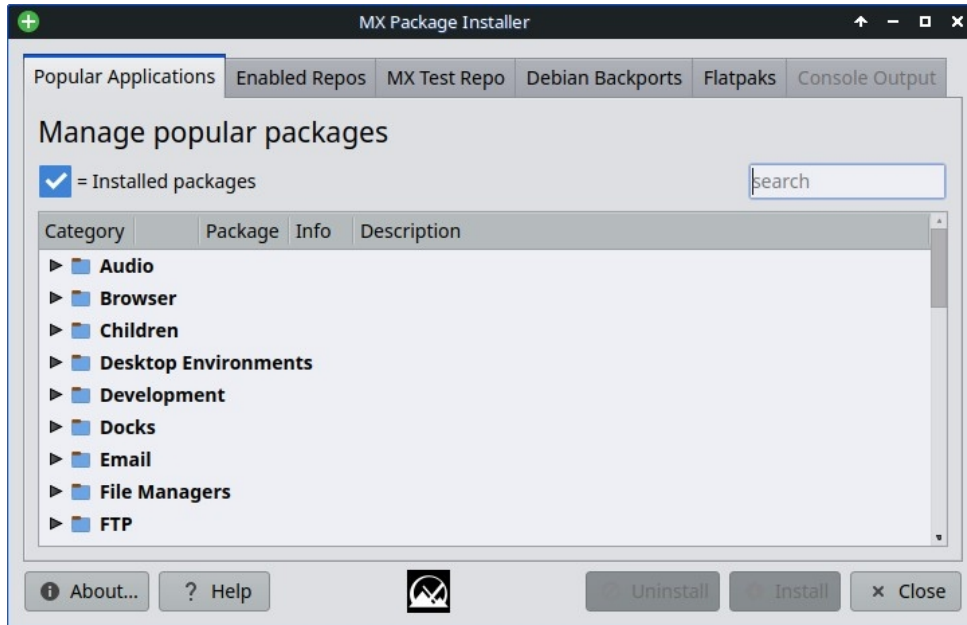 MX Package Installer
Popular Applications Enabled Repos MX Test Repo Debian Backports Flatpaks Console Output
Manage popular packages
= Installed packages
search
Category Package Info Description
Audio
Browser
Children
Desktop Environments
Development
Docks
Email
File Managers
FTP
About... ? Help Uninstall Install Close